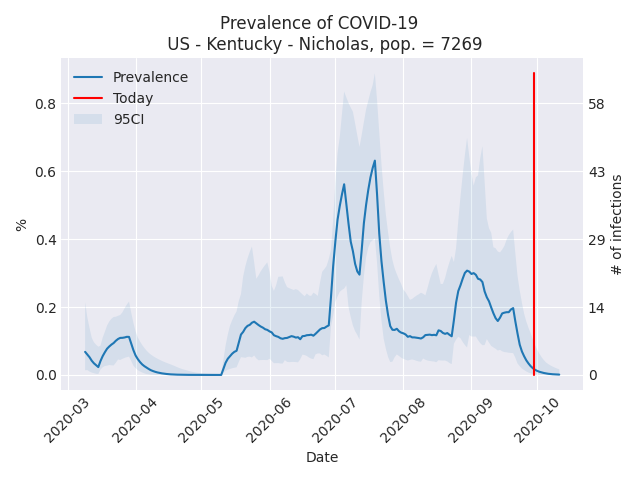 Prevalence of COVID-19
US - Kentucky - Nicholas, pop. = 7269
Prevalence
Today
95CI
0.8
0.6
0.4
0.2
0.0
%
58
43
29
14
0
# of infections
2020-03
2020-04
2020-05
2020-06
2020-07
2020-08
2020-09
2020-10
Date